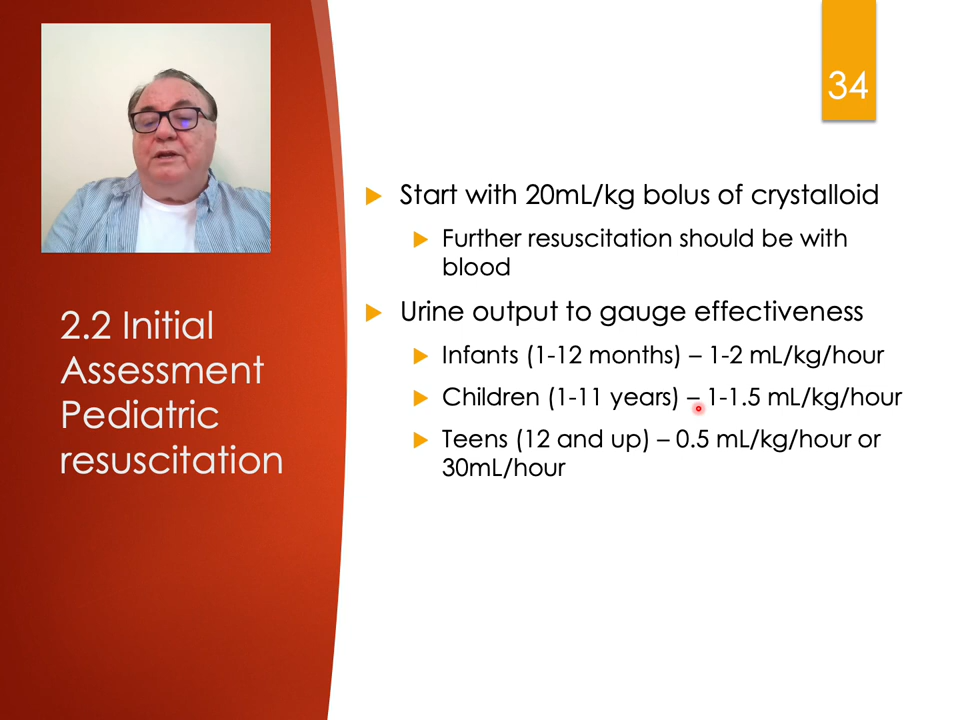 34
2.2 Initial
Assessment
Pediatric
resuscitation
Start with 20mL/kg bolus of crystalloid
Further resuscitation should be with
blood
Urine output to gauge effectiveness
Infants (1-12 months) – 1-2 mL/kg/hour
Children (1-11 years) – 1-1.5 mL/kg/hour
Teens (12 and up) – 0.5 mL/kg/hour or
30mL/hour